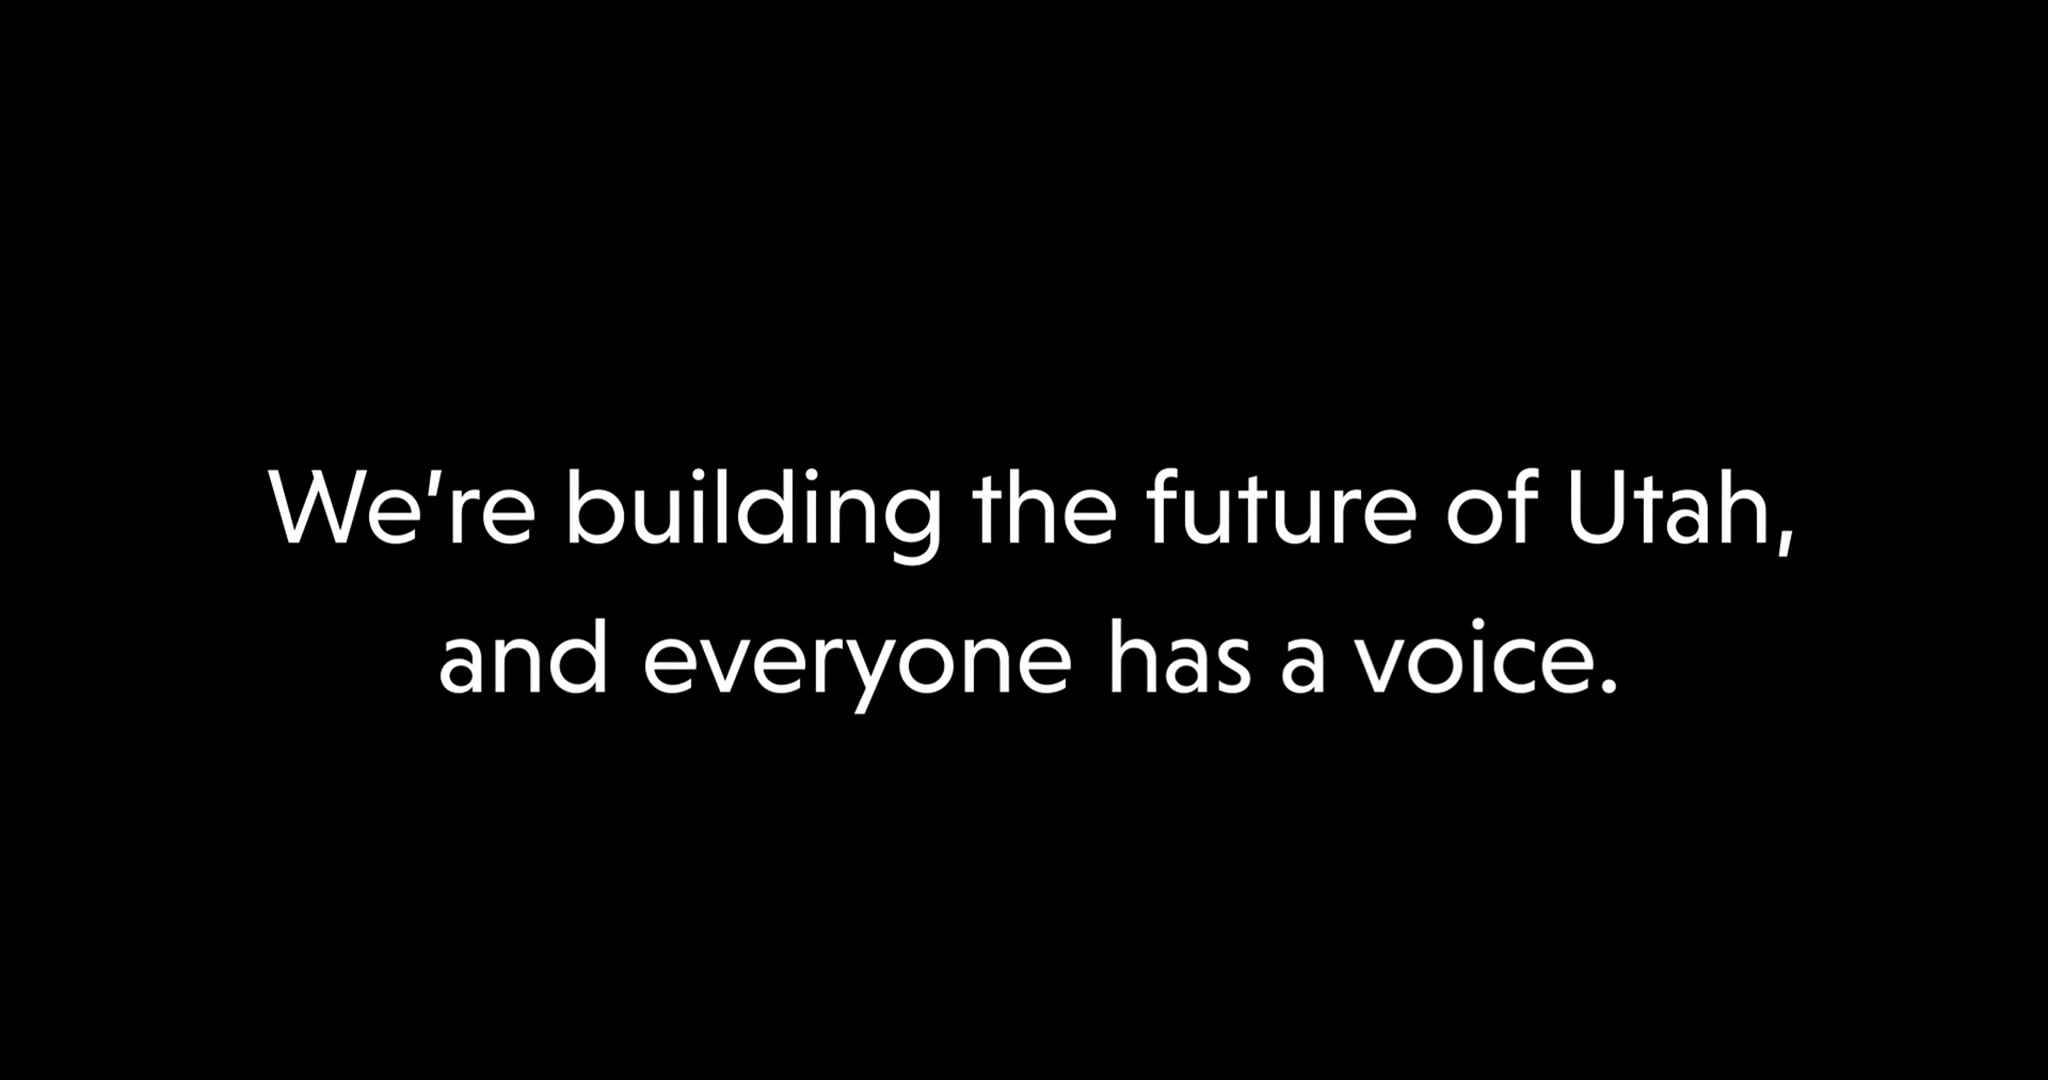 We’re building the future of Utah,
and everyone has a voice.